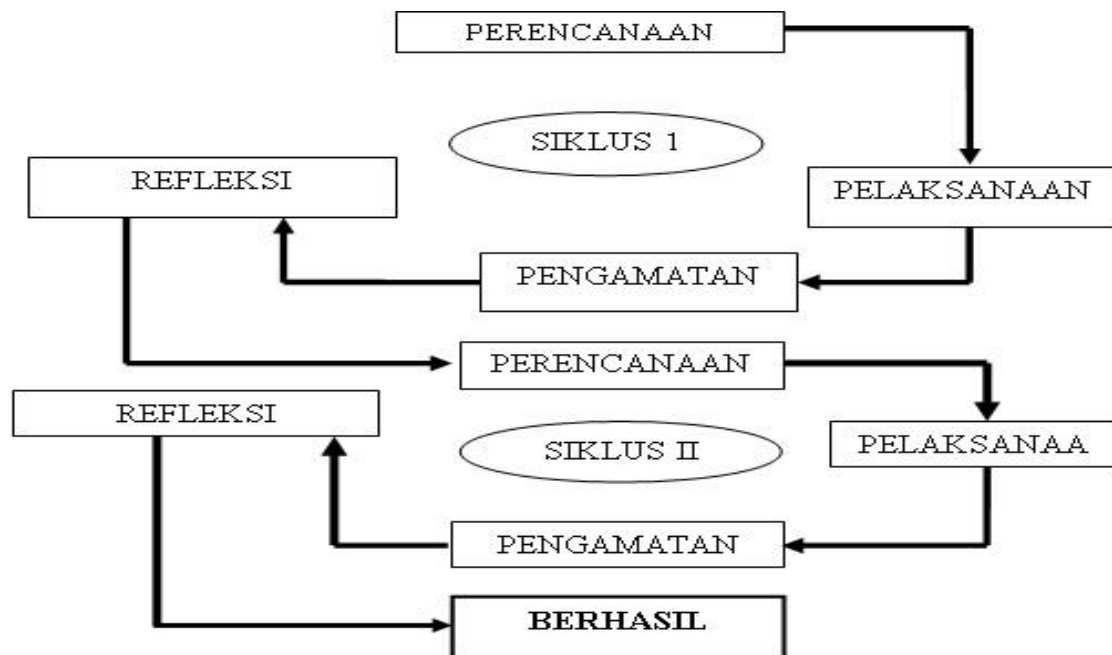 PERENCANAAN
SIKLUS 1
REFLEKSI
PELAKSANAAN
PENGAMATAN
PERENCANAAN
REFLEKSI
SIKLUS II
PELAKSANAA
PENGAMATAN
BERHASIL